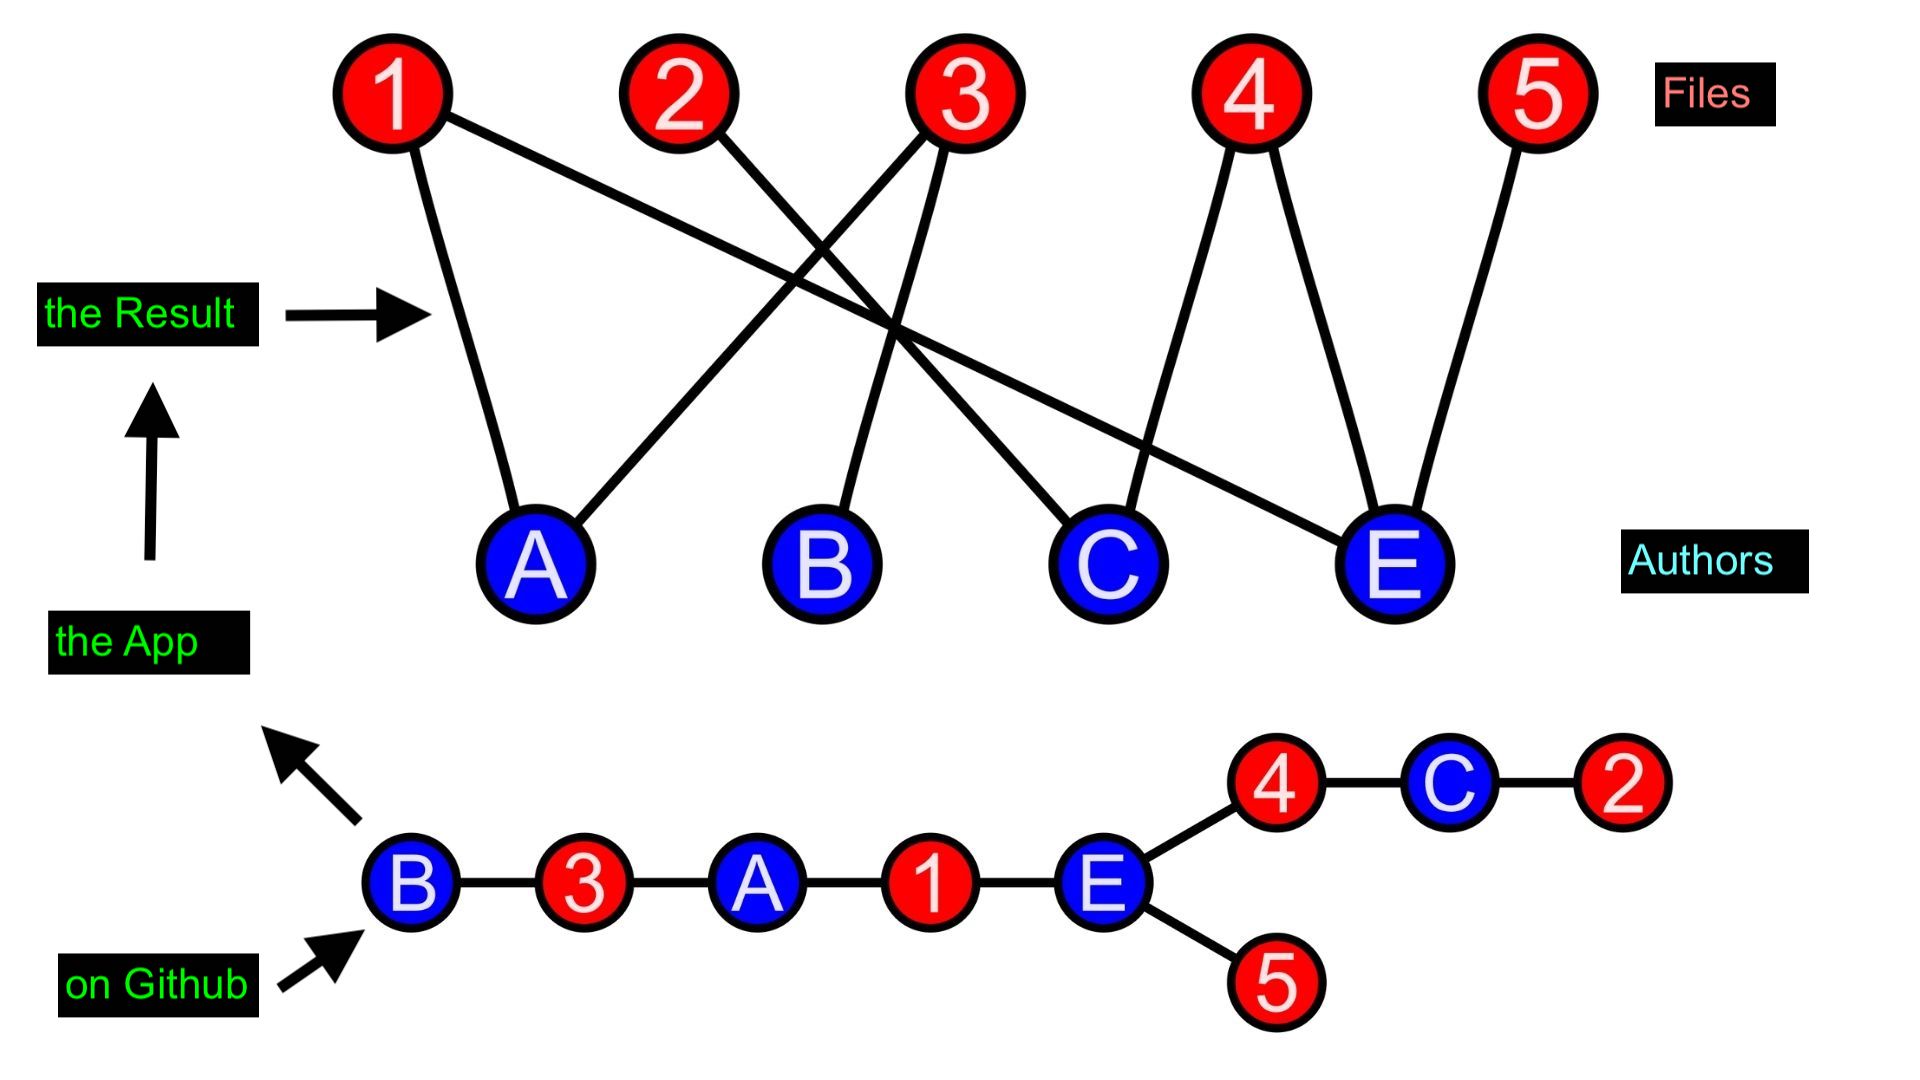 1 2 3 4 5 Files
the Result
A B C E Authors
the App
4 C 2
B 3 A 1 E
5
on Github